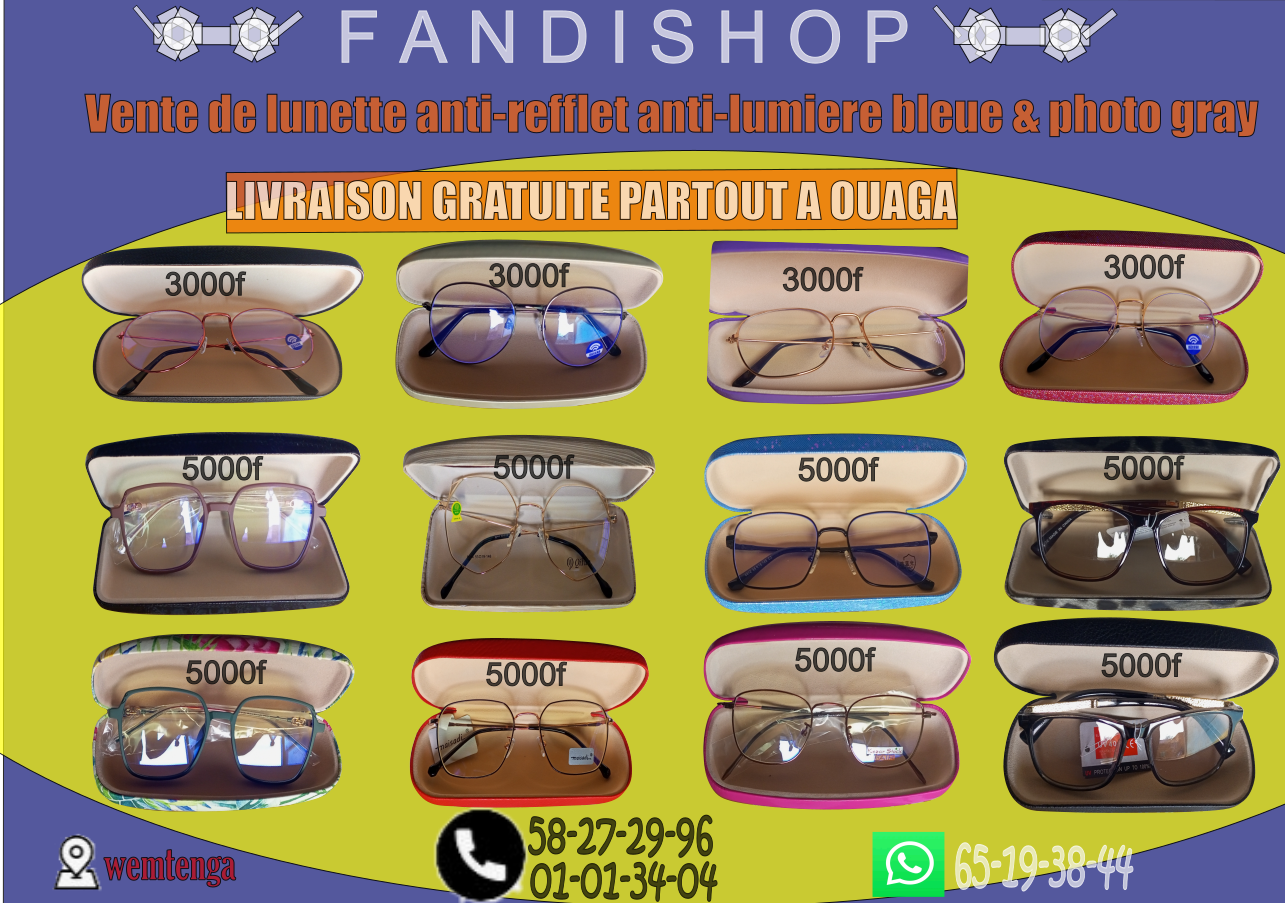 FANDISHOP
Vente de lunette anti-refflet anti-lumiere bleue & photo gray
LIVRAISON GRATUITE PARTOUT A OUAGA
3000f
3000f
3000f
3000f
5000f
5000f
5000f
5000f
5000f
5000f
5000f
5000f
wemtenga
58-27-29-96
01-01-34-04
65-19-38-44